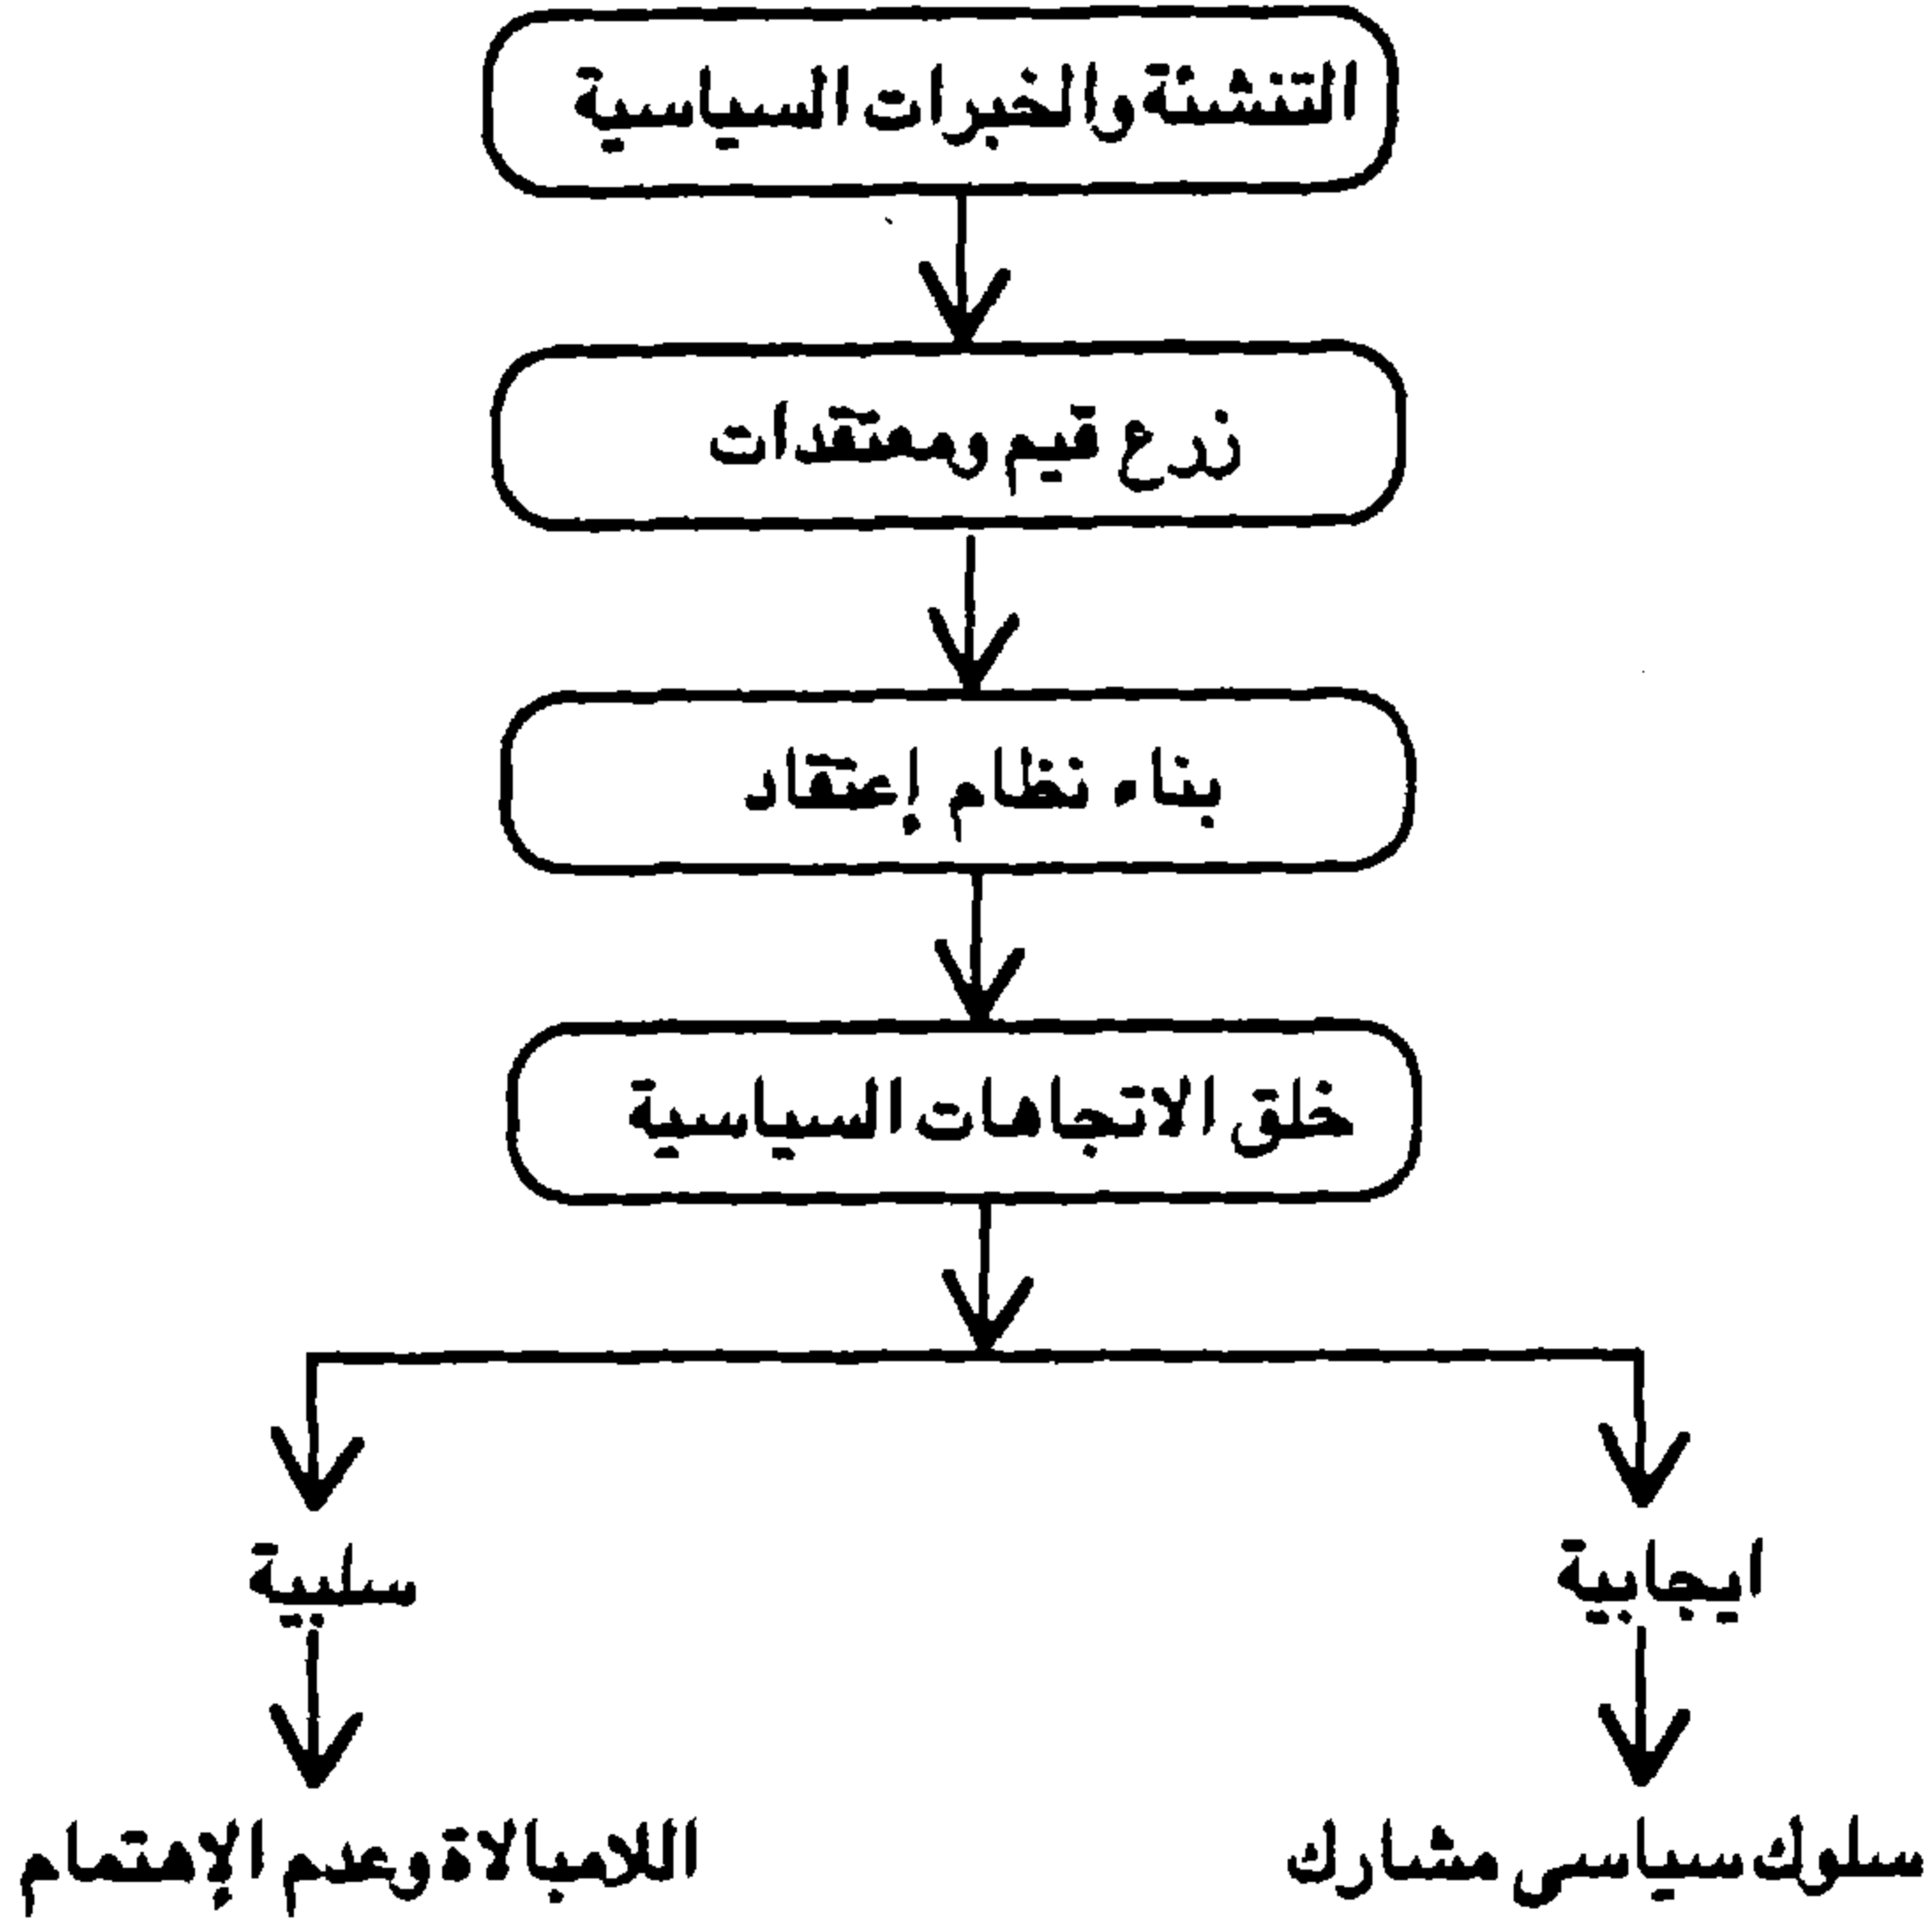 التنشئة والخبرات السياسية
زرع قيم ومعتقدات
بناء نظام إعتقاد
خلق الاتجاهات السياسية
ايجابية
سلبية
سلوك سياسى مشارك
اللامبالاة وعدم الإهتمام